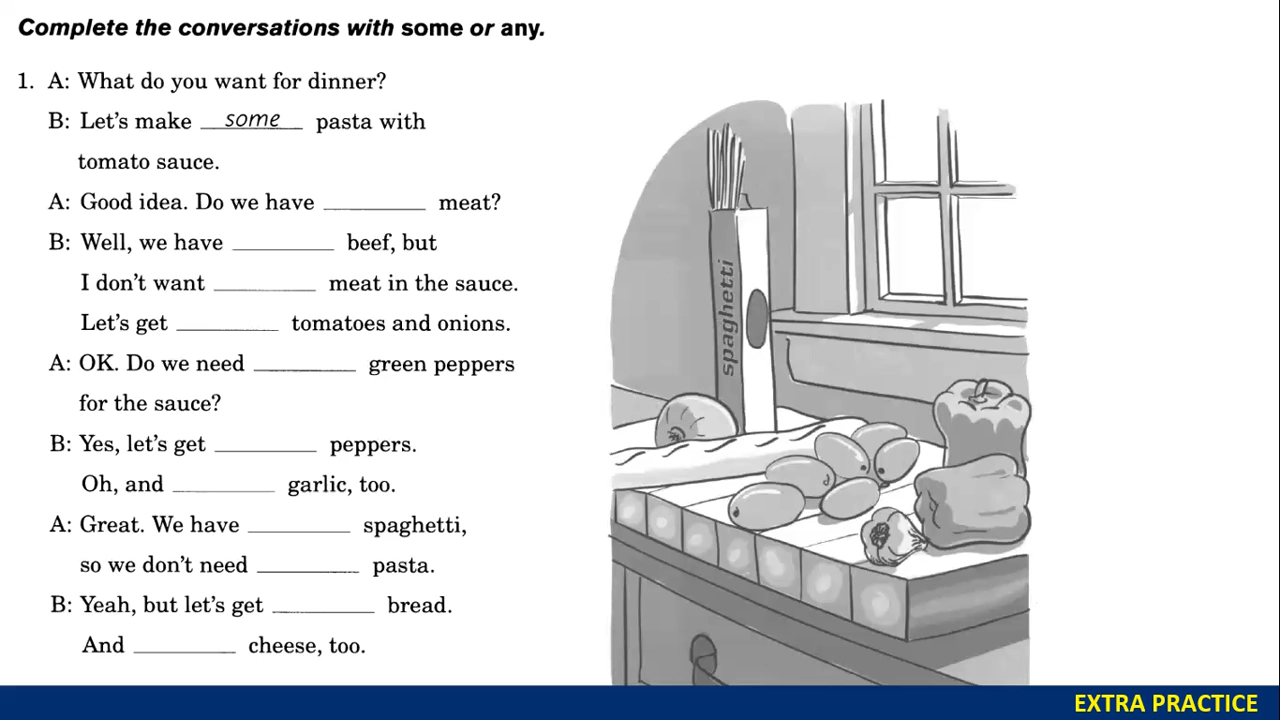 Complete the conversations with some or any.
1. A: What do you want for dinner?
B: Let's make some pasta with
tomato sauce.
A: Good idea. Do we have ________ meat?
B: Well, we have ________ beef, but
I don't want ________ meat in the sauce.
Let's get ________ tomatoes and onions.
A: OK. Do we need ________ green peppers
for the sauce?
B: Yes, let's get ________ peppers.
Oh, and ________ garlic, too.
A: Great. We have ________ spaghetti,
so we don't need ________ pasta.
B: Yeah, but let's get ________ bread.
And ________ cheese, too.
spaghetti
EXTRA PRACTICE